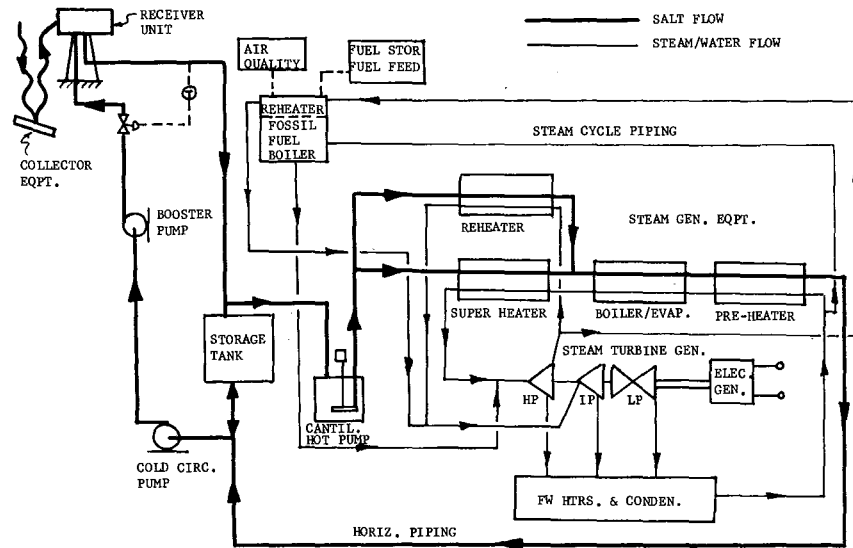 RECEIVER
UNIT
SALT FLOW
STEAM/WATER FLOW
AIR
QUALITY
FUEL STOR
FUEL FEED
T
REHEATER
FOSSIL
FUEL
BOILER
STEAM CYCLE PIPING
COLLECTOR
EQPT.
BOOSTER
PUMP
REHEATER
STEAM GEN. EQPT.
SUPER HEATER
BOILER/EVAP.
PRE-HEATER
STORAGE
TANK
STEAM TURBINE GEN.
HP
IP
LP
ELEC.
GEN.
CANTIL.
HOT PUMP
COLD CIRC.
PUMP
FW HTRS. & CONDEN.
HORIZ. PIPING